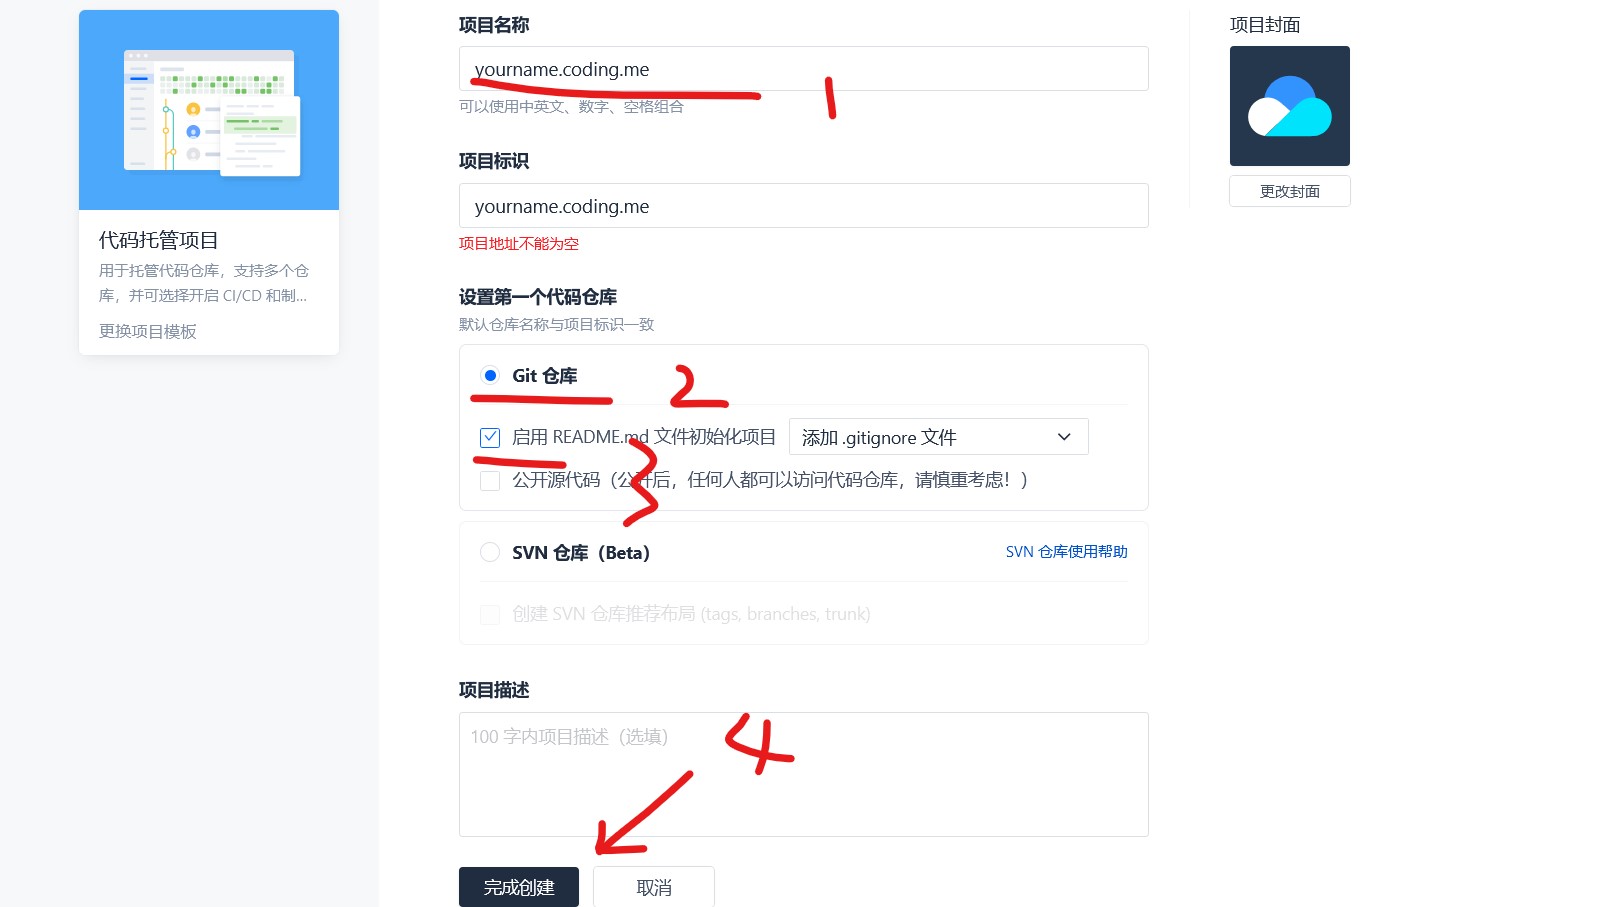 项目名称
yourname.coding.me
1
可以使用中英文、数字、空格组合
项目标识
yourname.coding.me
项目地址不能为空
设置第一个代码仓库
默认仓库名称与项目标识一致
Git 仓库
2
启用 README.md 文件初始化项目
添加 .gitignore 文件
3
公开源代码（公开后，任何人都可以访问代码仓库，请慎重考虑！）
SVN 仓库（Beta）
SVN 仓库使用帮助
创建 SVN 仓库推荐布局 (tags, branches, trunk)
项目描述
100 字内项目描述（选填）
4
完成创建
取消
代码托管项目
用于托管代码仓库，支持多个仓
库，并可选择开启 CI/CD 和制...
更换项目模板
项目封面
更改封面